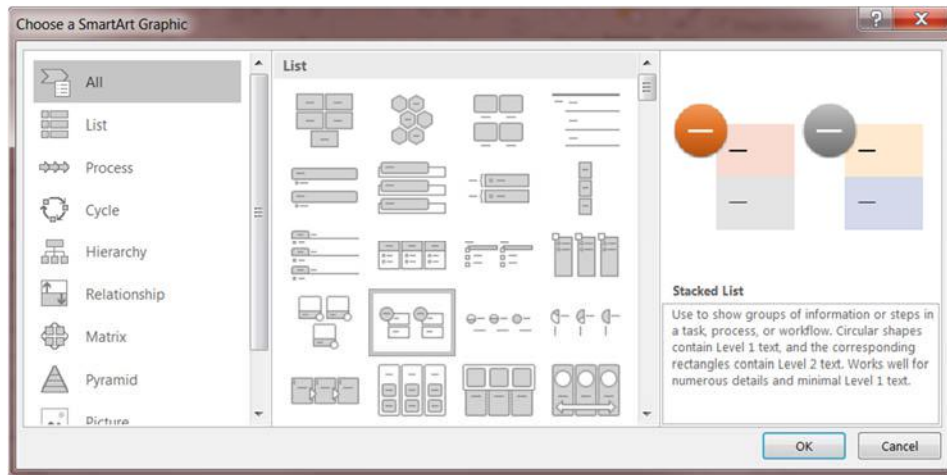 Choose a SmartArt Graphic
All
List
Process
Cycle
Hierarchy
Relationship
Matrix
Pyramid
Picture
List
Stacked List
Use to show groups of information or steps in
a task, process, or workflow. Circular shapes
contain Level 1 text, and the corresponding
rectangles contain Level 2 text. Works well for
numerous details and minimal Level 1 text.
OK
Cancel